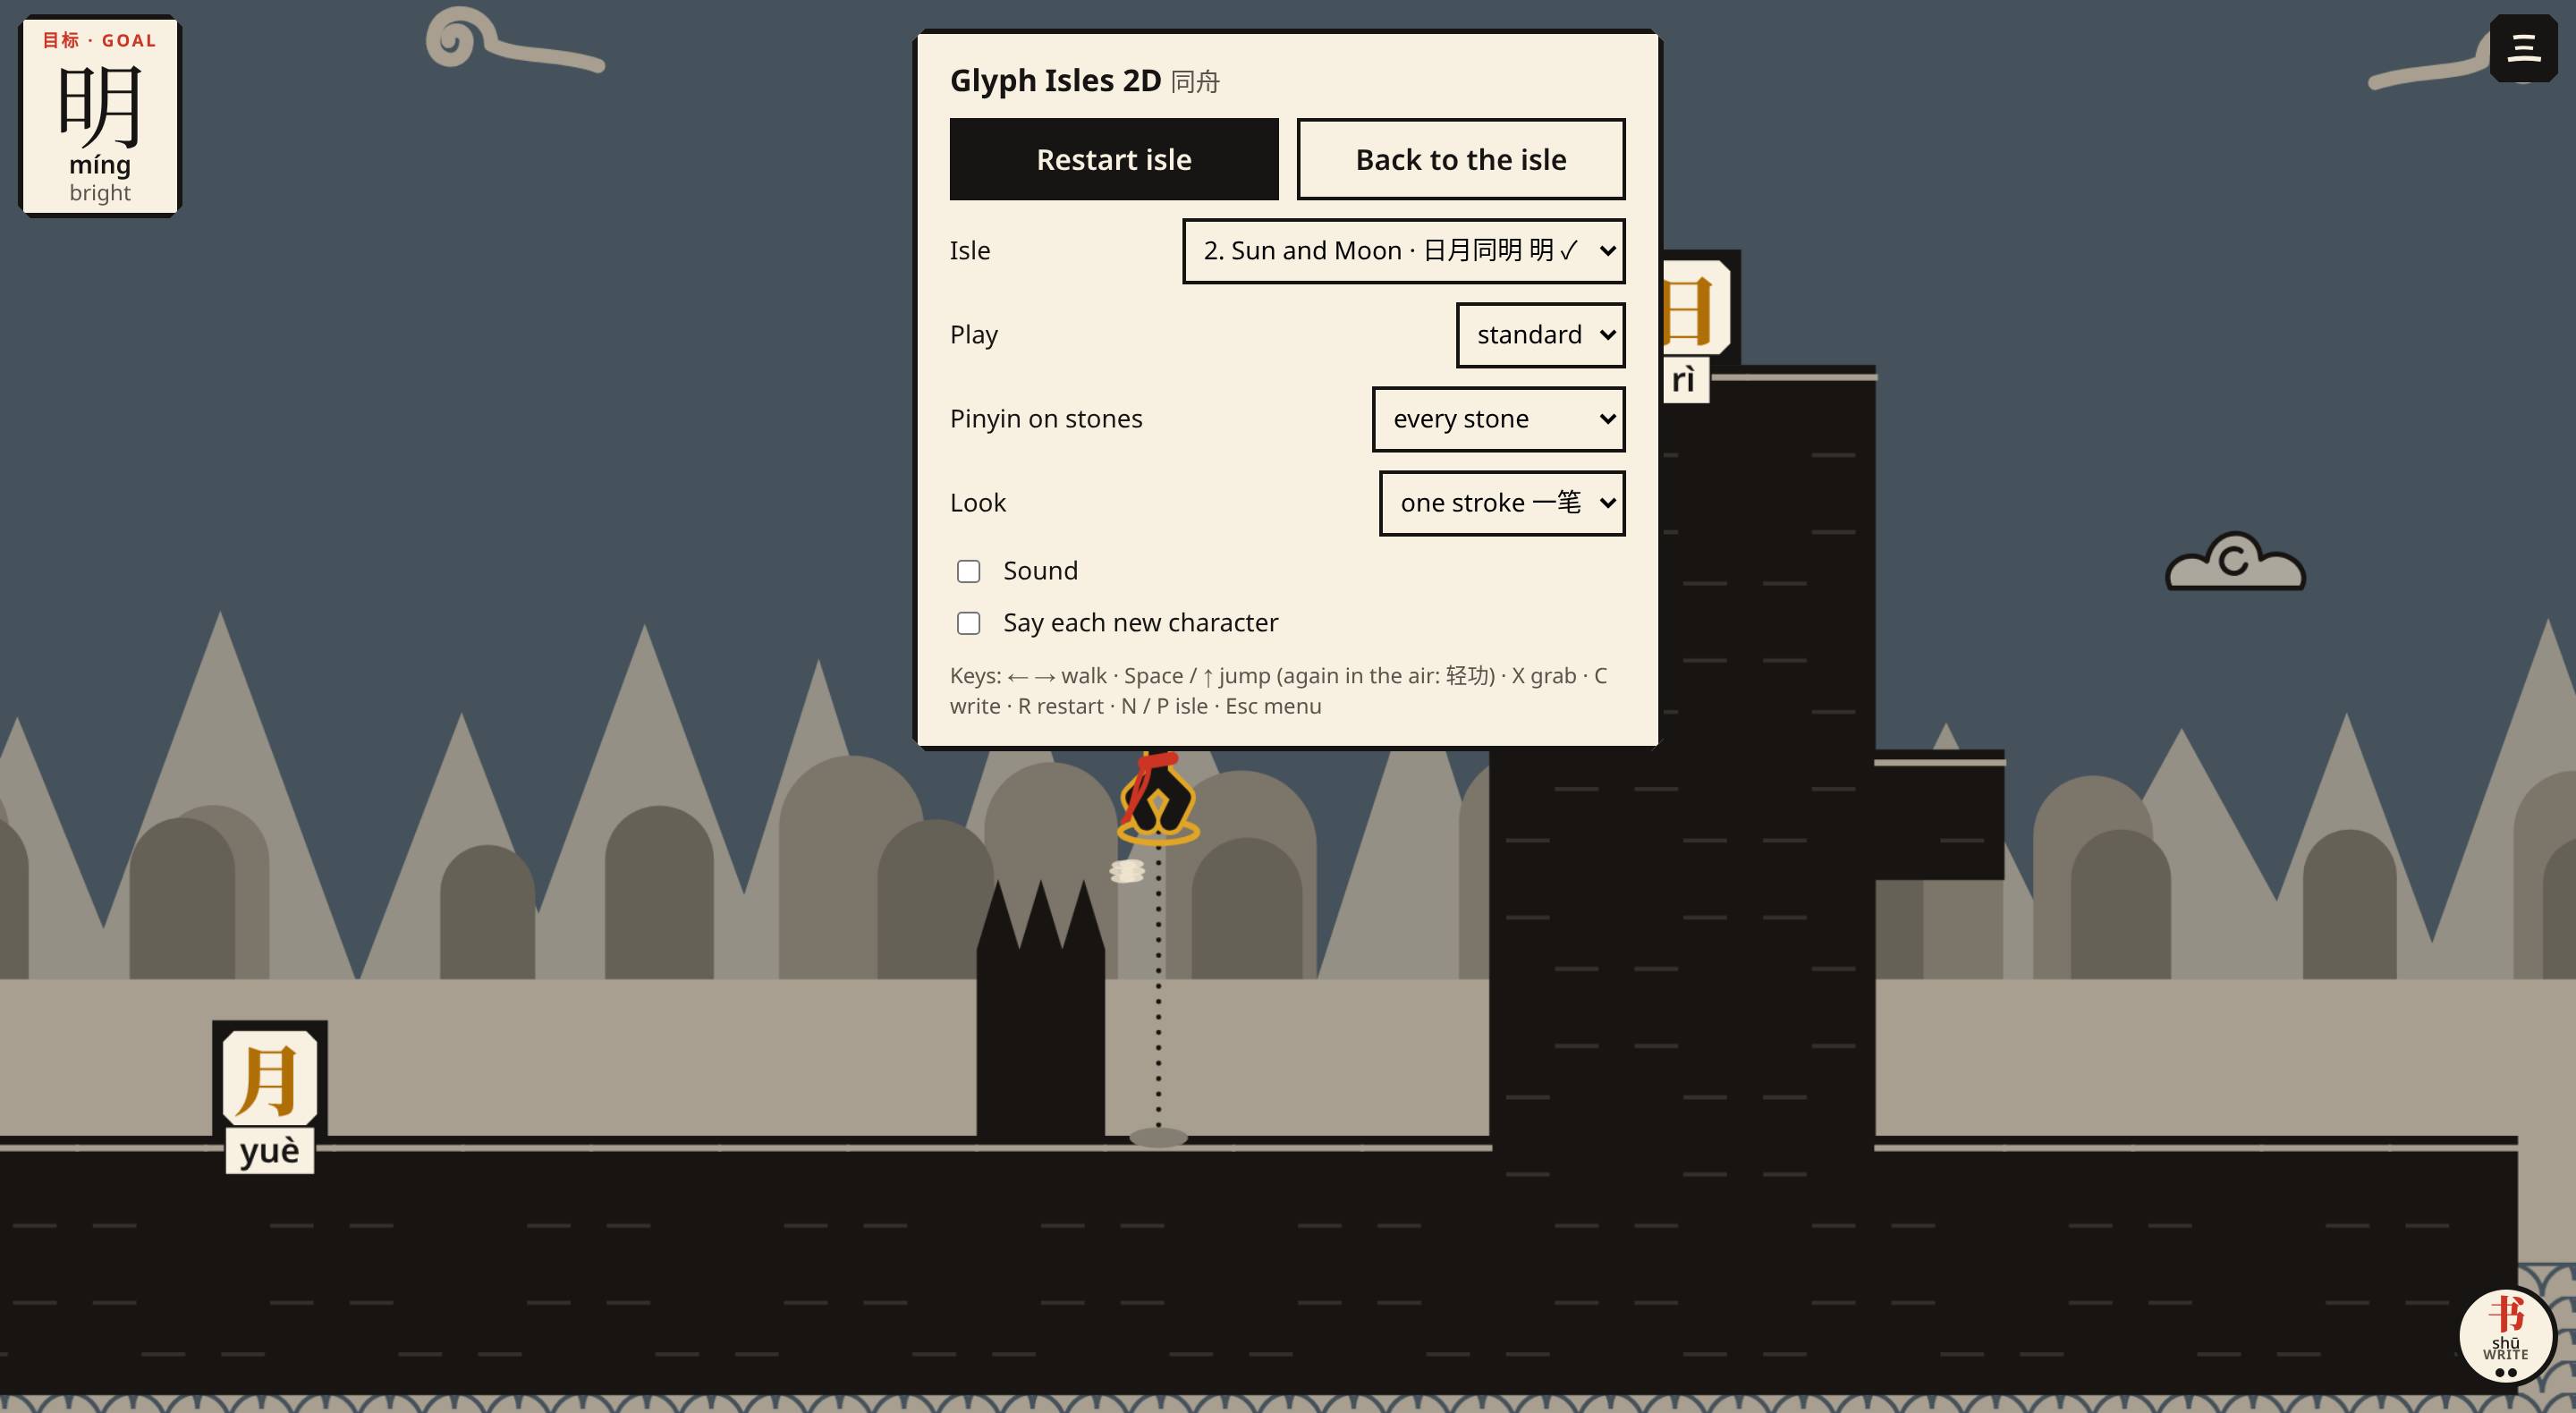 目标 · GOAL
明
míng
bright
三
Glyph Isles 2D 同舟
Restart isle
Back to the isle
Isle
2. Sun and Moon · 日月同明 明 ✓
Play
standard
Pinyin on stones
every stone
Look
one stroke 一笔
Sound
Say each new character
Keys: ← → walk · Space / ↑ jump (again in the air: 轻功) · X grab · C
write · R restart · N / P isle · Esc menu
日
rì
月
yuè
书
shū
WRITE